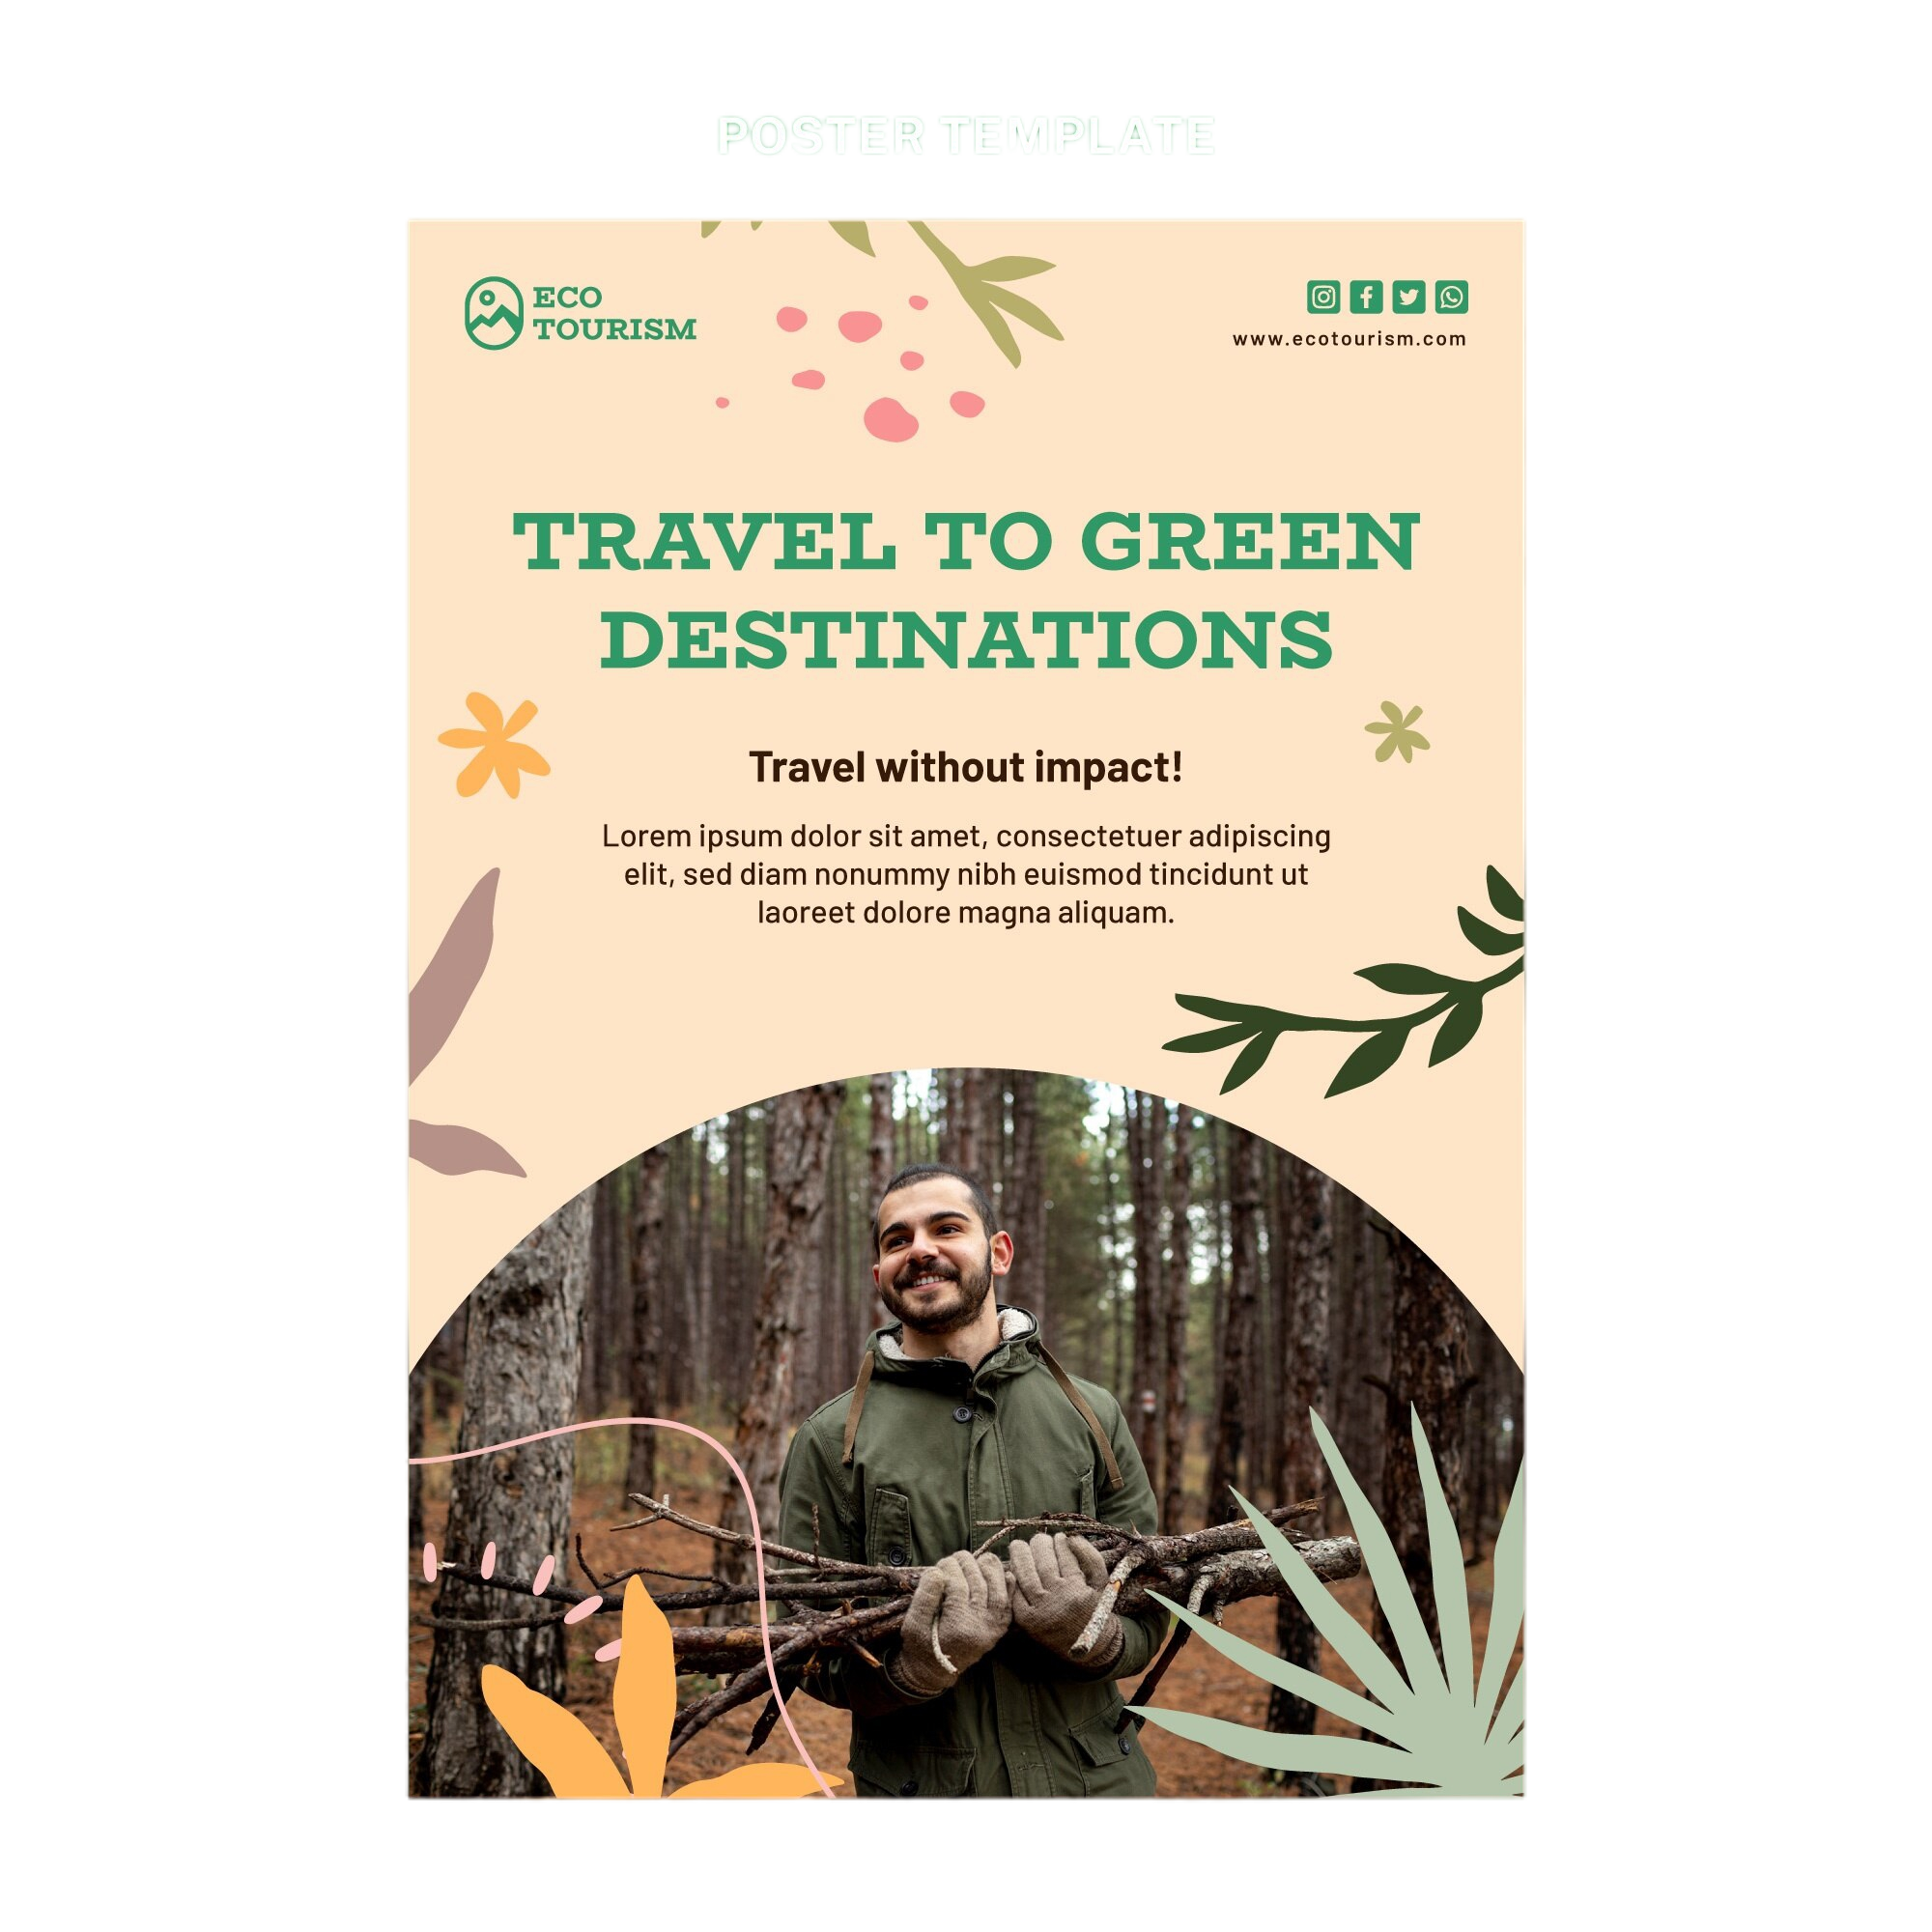 POSTER TEMPLATE
ECO
TOURISM
www.ecotourism.com
TRAVEL TO GREEN
DESTINATIONS
Travel without impact!
Lorem ipsum dolor sit amet, consectetuer adipiscing
elit, sed diam nonummy nibh euismod tincidunt ut
laoreet dolore magna aliquam.